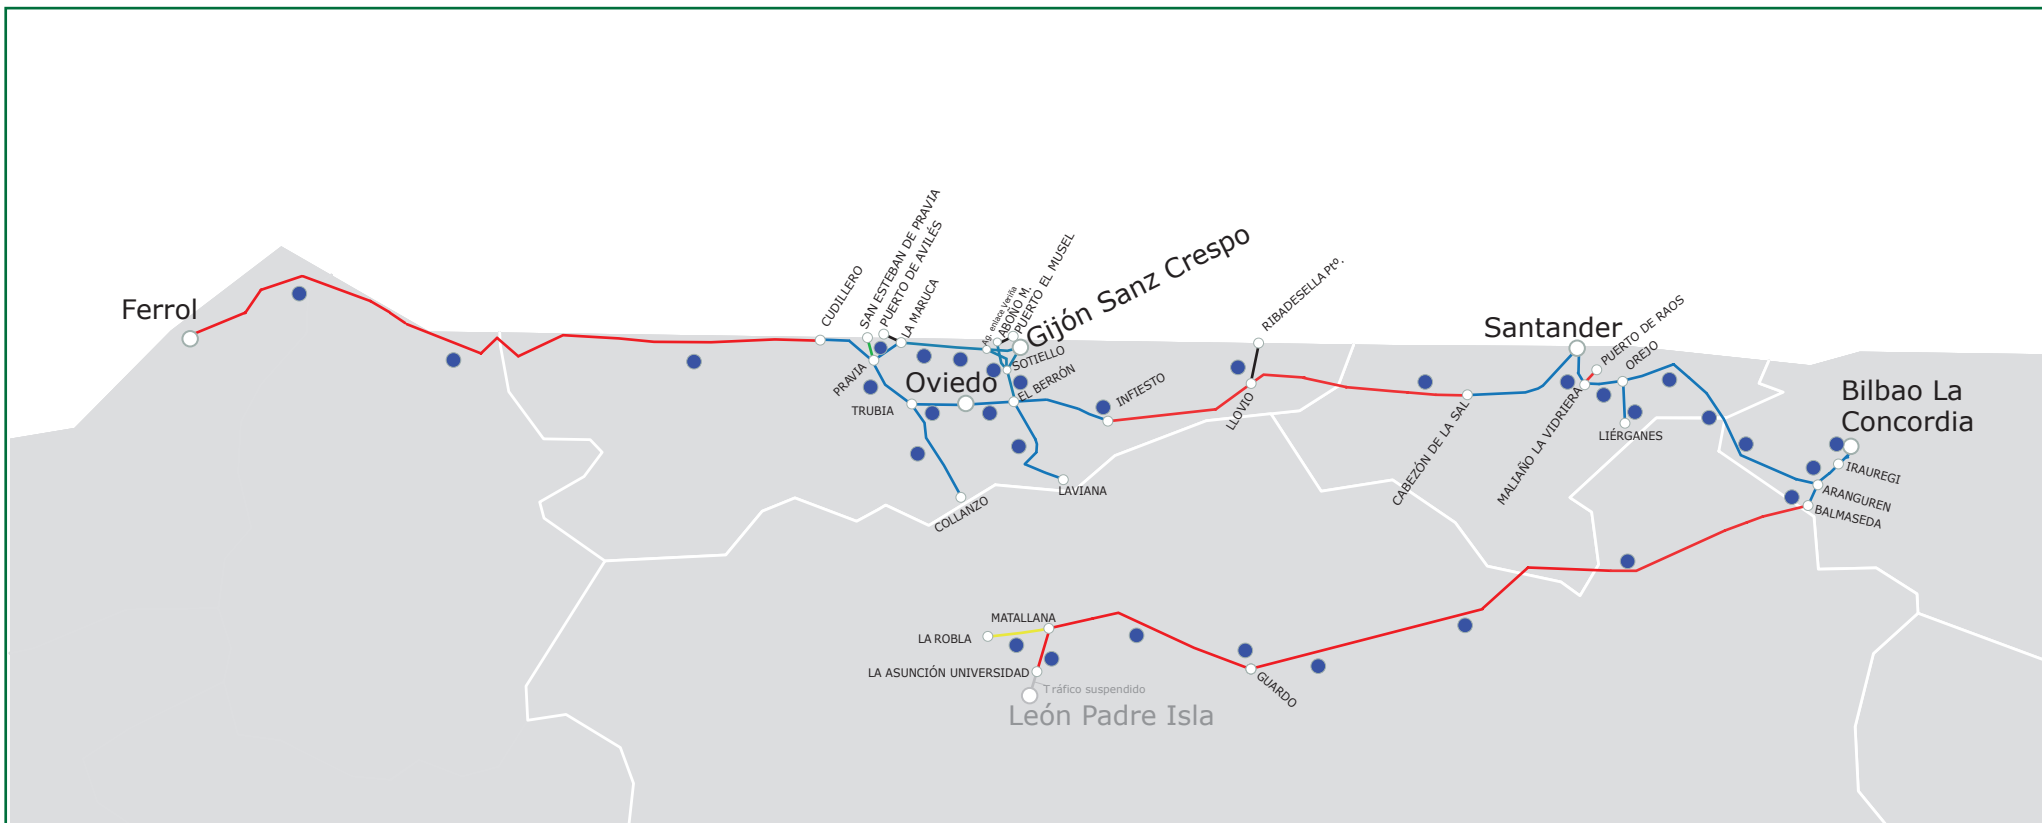 Ferrol
CUDILLERO
SAN ESTEBAN DE PRAVIA
PUERTO DE AVILÉS
LA MARUCA
Ag. enlace Veriña
ABOÑO M.
PUERTO EL MUSEL
Gijón Sanz Crespo
SOTIELLO
PRAVIA
Oviedo
EL BERRÓN
TRUBIA
INFIESTO
RIBADESELLA Ptº.
LLOVIO
Santander
PUERTO DE RAOS
OREJO
CABEZÓN DE LA SAL
MALIAÑO LA VIDRIERA
LIÉRGANES
Bilbao La
Concordia
IRAUREGI
ARANGUREN
BALMASEDA
LAVIANA
COLLANZO
MATALLANA
LA ROBLA
LA ASUNCIÓN UNIVERSIDAD
Tráfico suspendido
León Padre Isla
GUARDO